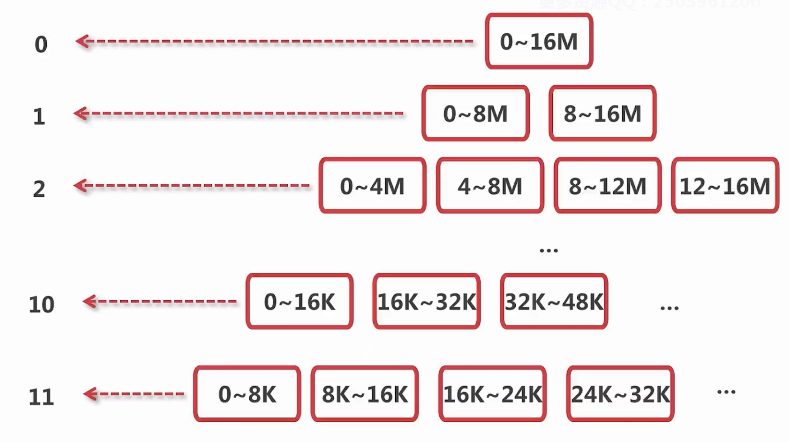 0 0~16M
1 0~8M 8~16M
2 0~4M 4~8M 8~12M 12~16M
...
10 0~16K 16K~32K 32K~48K ...
11 0~8K 8K~16K 16K~24K 24K~32K ...